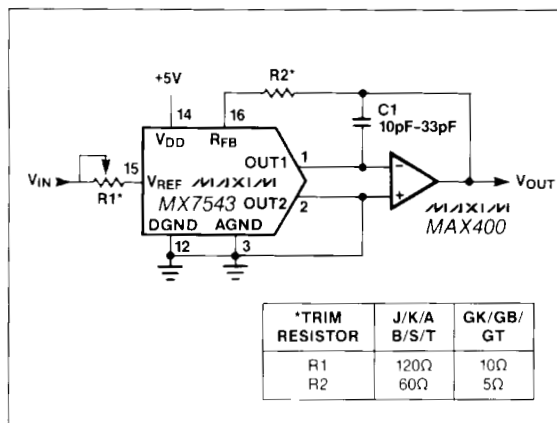 +5V
R2*
14
16
C1
10pF–33pF
VDD
RFB
OUT1
1
−
VIN
15
R1*
VREF
MAXIM
MX7543
OUT2
2
+
VOUT
MAXIM
MAX400
DGND
AGND
12
3
*TRIM RESISTOR J/K/A B/S/T GK/GB/ GT
R1 120Ω 10Ω
R2 60Ω 5Ω